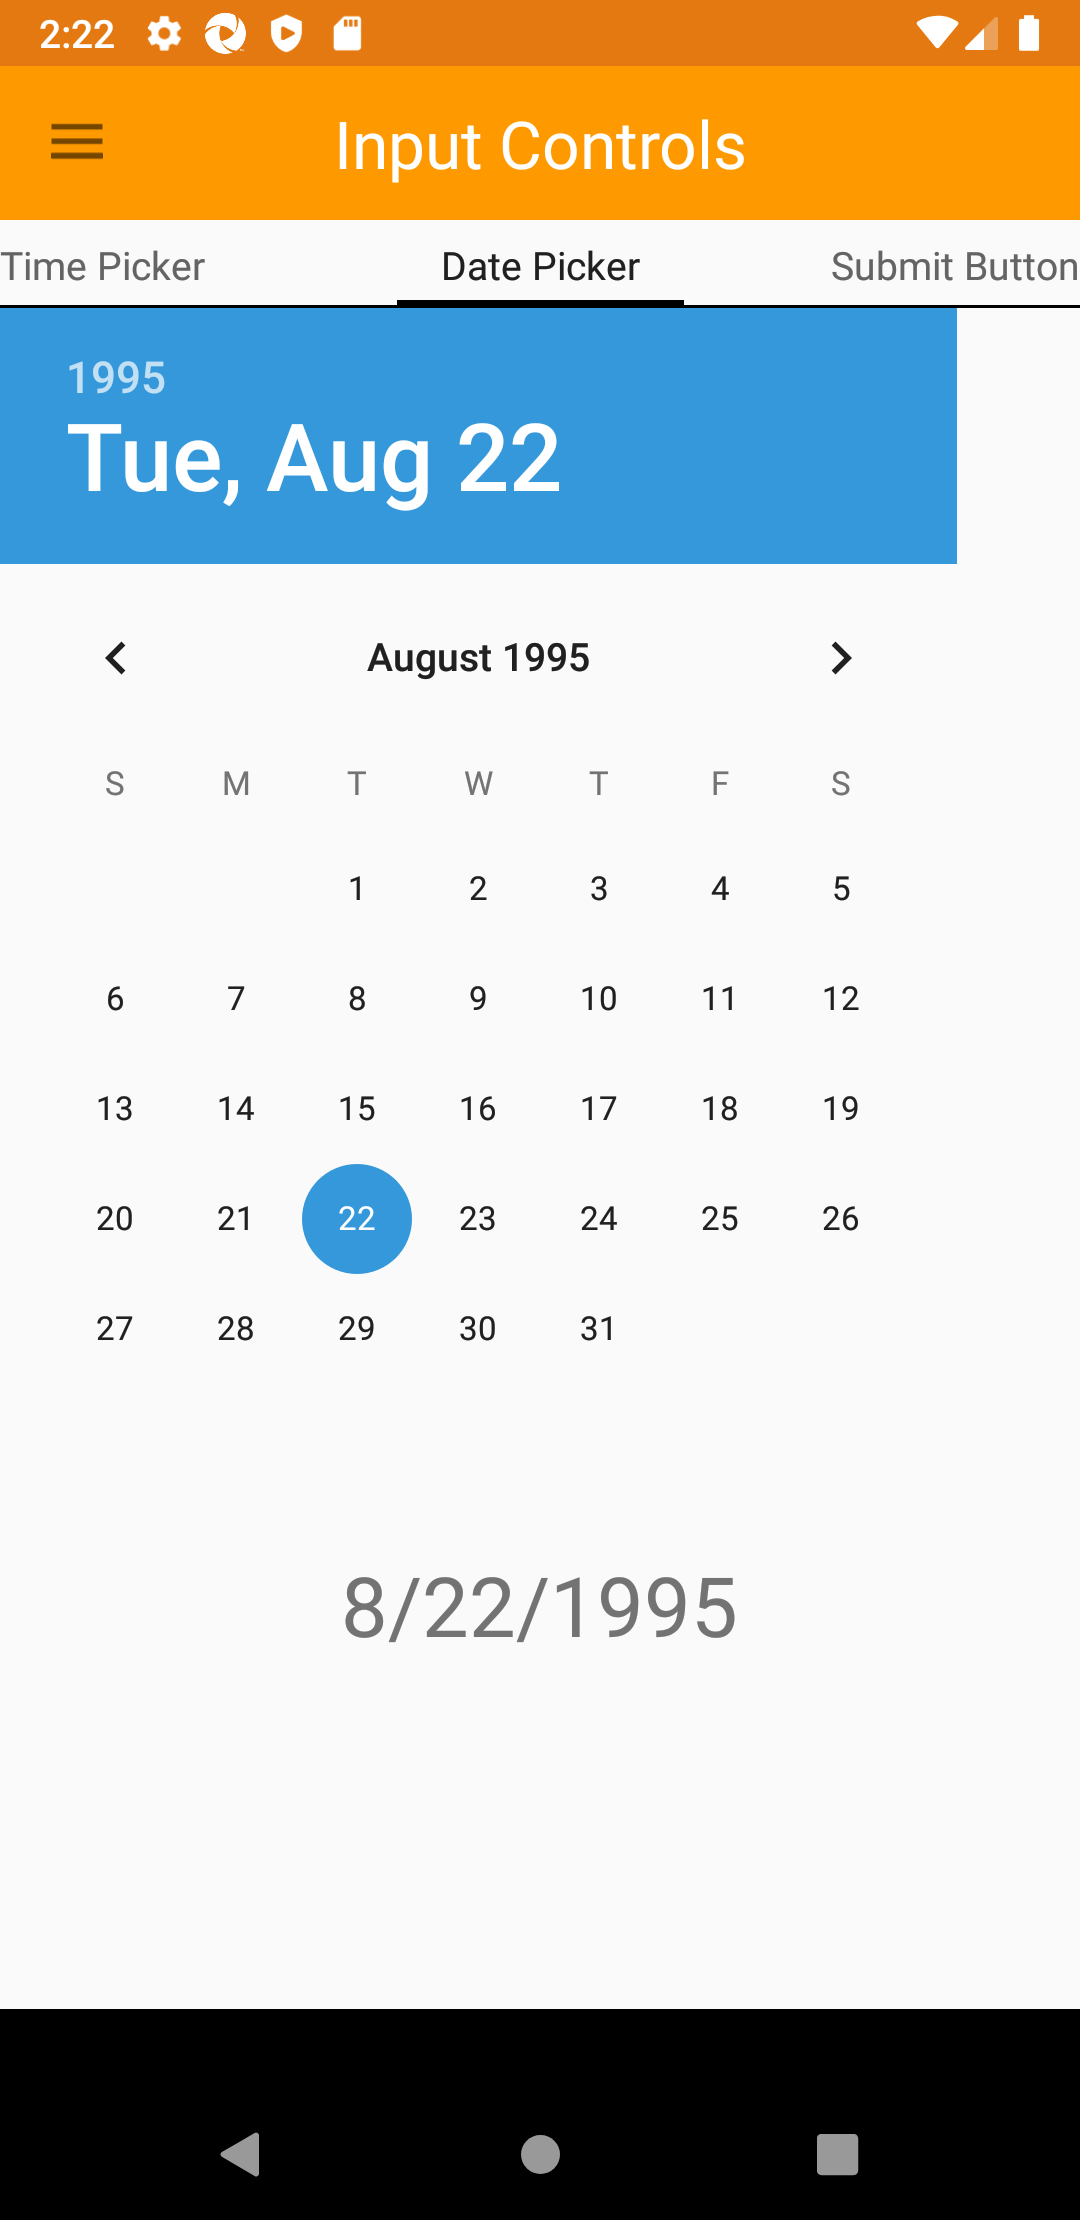 2:22
Input Controls
Time Picker Date Picker Submit Button
1995
Tue, Aug 22
August 1995
S M T W T F S
1 2 3 4 5
6 7 8 9 10 11 12
13 14 15 16 17 18 19
20 21 22 23 24 25 26
27 28 29 30 31
8/22/1995